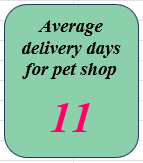 Average
delivery days
for pet shop
11